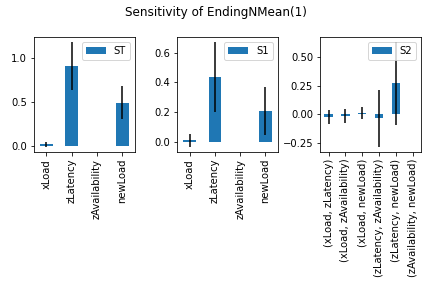 Sensitivity of EndingNMean(1)
ST
1.0
0.5
0.0
xLoad
zLatency
zAvailability
newLoad
S1
0.6
0.4
0.2
0.0
xLoad
zLatency
zAvailability
newLoad
S2
0.50
0.25
0.00
−0.25
(xLoad, zLatency)
(xLoad, zAvailability)
(xLoad, newLoad)
(zLatency, zAvailability)
(zLatency, newLoad)
(zAvailability, newLoad)